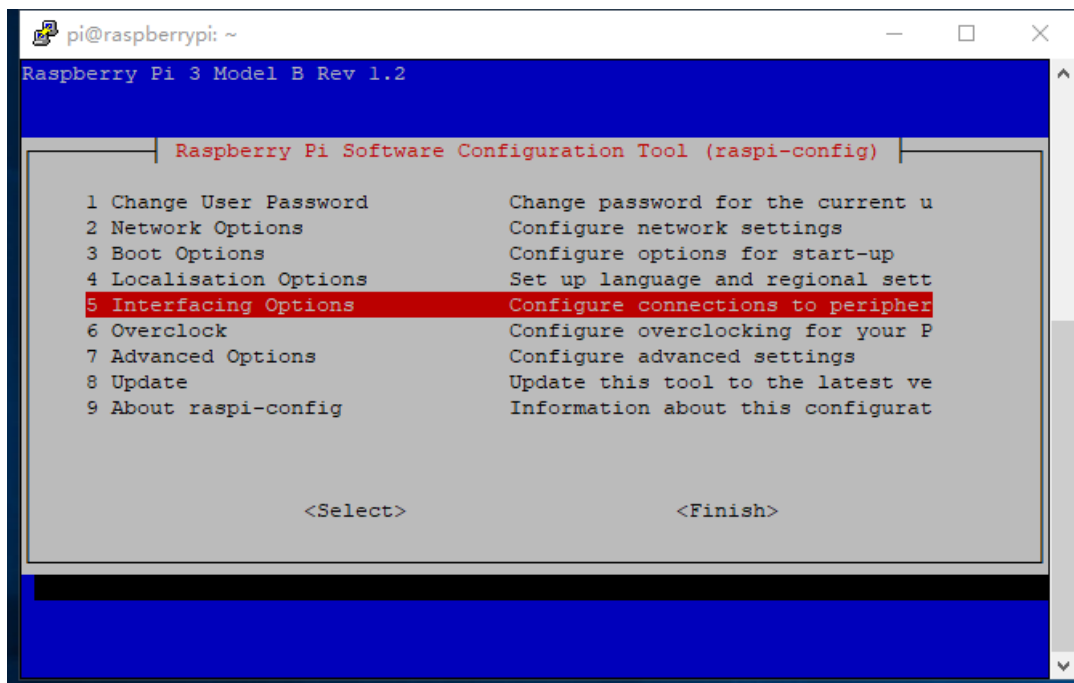 pi@raspberrypi: ~
Raspberry Pi 3 Model B Rev 1.2
Raspberry Pi Software Configuration Tool (raspi-config)
1 Change User Password Change password for the current u
2 Network Options Configure network settings
3 Boot Options Configure options for start-up
4 Localisation Options Set up language and regional sett
5 Interfacing Options Configure connections to peripher
6 Overclock Configure overclocking for your P
7 Advanced Options Configure advanced settings
8 Update Update this tool to the latest ve
9 About raspi-config Information about this configurat
<Select> <Finish>